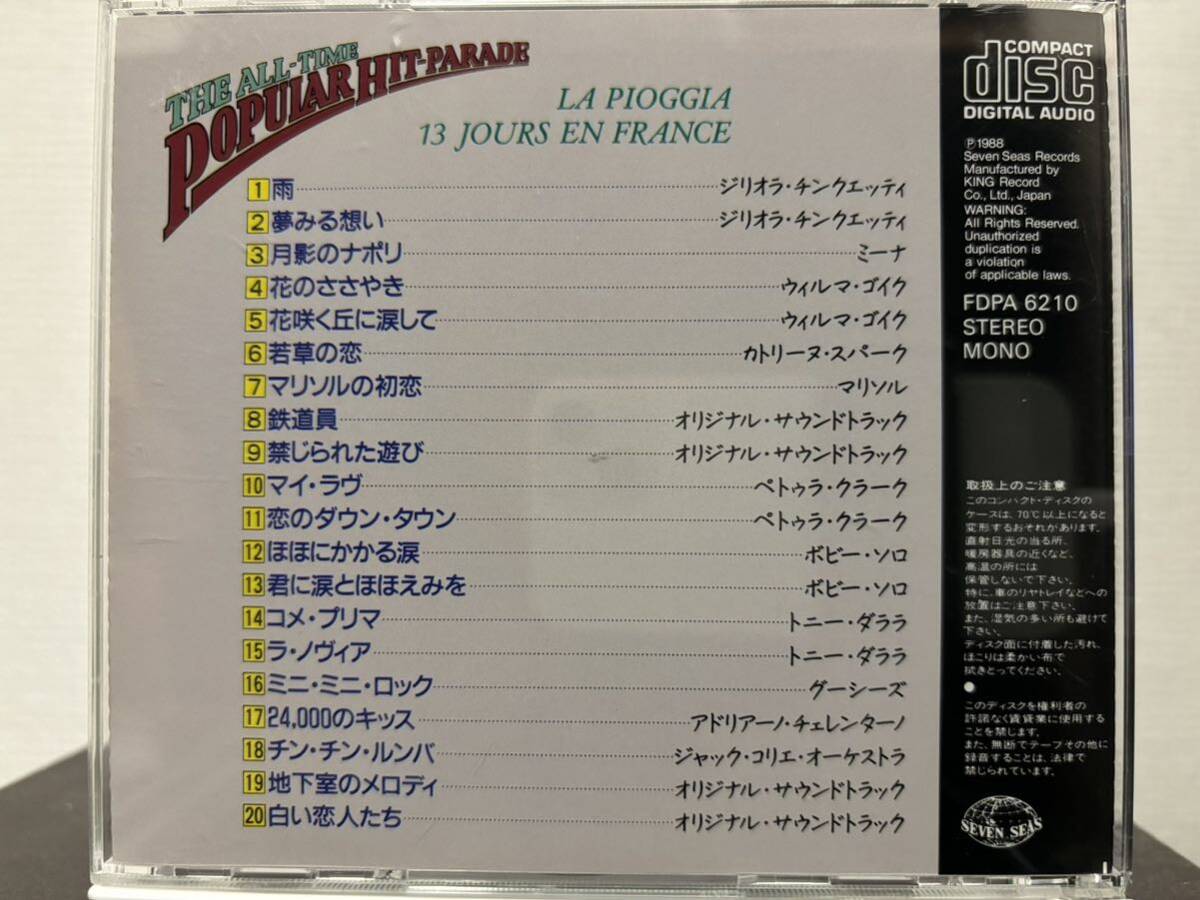 THE ALL-TIME
POPULAR HIT-PARADE
LA PIOGGIA
13 JOURS EN FRANCE
1 雨 ジリオラ・チンクエッティ
2 夢みる想い ジリオラ・チンクエッティ
3 月影のナポリ ミーナ
4 花のささやき ウィルマ・ゴイク
5 花咲く丘に涙して ウィルマ・ゴイク
6 若草の恋 カトリーヌ・スパーク
7 マリソルの初恋 マリソル
8 鉄道員 オリジナル・サウンドトラック
9 禁じられた遊び オリジナル・サウンドトラック
10 マイ・ラヴ ペトゥラ・クラーク
11 恋のダウン・タウン ペトゥラ・クラーク
12 ほほにかかる涙 ボビー・ソロ
13 君に涙とほほえみを ボビー・ソロ
14 コメ・プリマ トニー・ダララ
15 ラ・ノヴィア トニー・ダララ
16 ミニ・ミニ・ロック グーシーズ
17 24,000のキッス アドリアーノ・チェレンターノ
18 チン・チン・ルンバ ジャック・コリエ・オーケストラ
19 地下室のメロディ オリジナル・サウンドトラック
20 白い恋人たち オリジナル・サウンドトラック
COMPACT
disc
DIGITAL AUDIO
Ⓟ1988
Seven Seas Records
Manufactured by
KING Record
Co., Ltd., Japan
WARNING:
All Rights Reserved.
Unauthorized
duplication is
a violation
of applicable laws.
FDPA 6210
STEREO
MONO
取扱上のご注意
このコンパクト・ディスクの
ケースは、70℃以上になると
変形するおそれがあります。
直射日光の当る所、
暖房器具の近くなど、
高温の所には
保管しないで下さい。
特に、車のリヤトレイなどへの
放置はご注意下さい。
また、湿気の多い所も避けて
下さい。
ディスク面に付着した汚れ、
ほこりは柔かい布で
拭きとってください。
このディスクを権利者の
許諾なく賃貸業に使用する
ことを禁じます。
また、無断でテープその他に
録音することは、法律で
禁じられています。
SEVEN SEAS